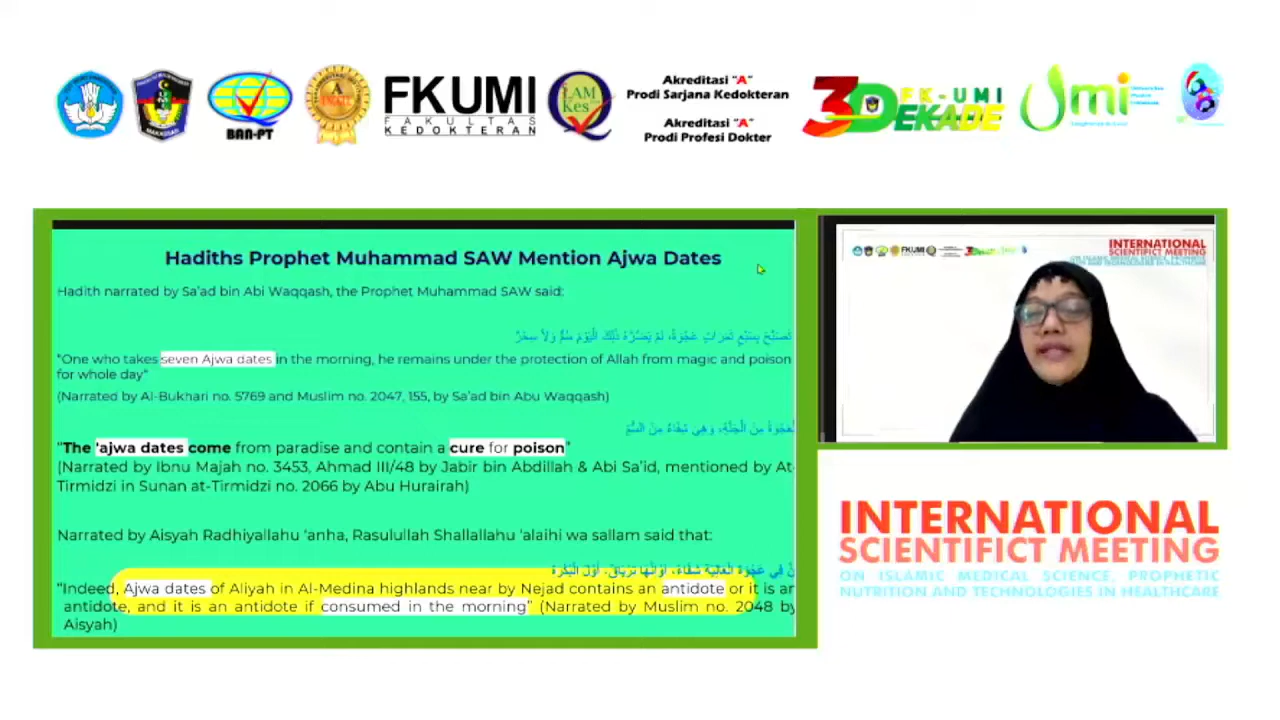 BAN-PT
FKUMI
FAKULTAS
KEDOKTERAN
LAM
Kes
Akreditasi "A"
Prodi Sarjana Kedokteran
Akreditasi "A"
Prodi Profesi Dokter
3DEKADE
FK-UMI
umi
Hadiths Prophet Muhammad SAW Mention Ajwa Dates
Hadith narrated by Sa'ad bin Abi Waqqash, the Prophet Muhammad SAW said:
"One who takes seven Ajwa dates in the morning, he remains under the protection of Allah from magic and poison
for whole day"
(Narrated by Al-Bukhari no. 5769 and Muslim no. 2047, 155, by Sa'ad bin Abu Waqqash)
"The 'ajwa dates come from paradise and contain a cure for poison"
(Narrated by Ibnu Majah no. 3453, Ahmad III/48 by Jabir bin Abdillah & Abi Sa'id, mentioned by At-
Tirmidzi in Sunan at-Tirmidzi no. 2066 by Abu Hurairah)
Narrated by Aisyah Radhiyallahu 'anha, Rasulullah Shallallahu 'alaihi wa sallam said that:
"Indeed, Ajwa dates of Aliyah in Al-Medina highlands near by Nejad contains an antidote or it is an
antidote, and it is an antidote if consumed in the morning" (Narrated by Muslim no. 2048 by
Aisyah)
FKUMI
INTERNATIONAL
SCIENTIFICT MEETING
INTERNATIONAL
SCIENTIFICT MEETING
ON ISLAMIC MEDICAL SCIENCE, PROPHETIC
NUTRITION AND TECHNOLOGIES IN HEALTHCARE